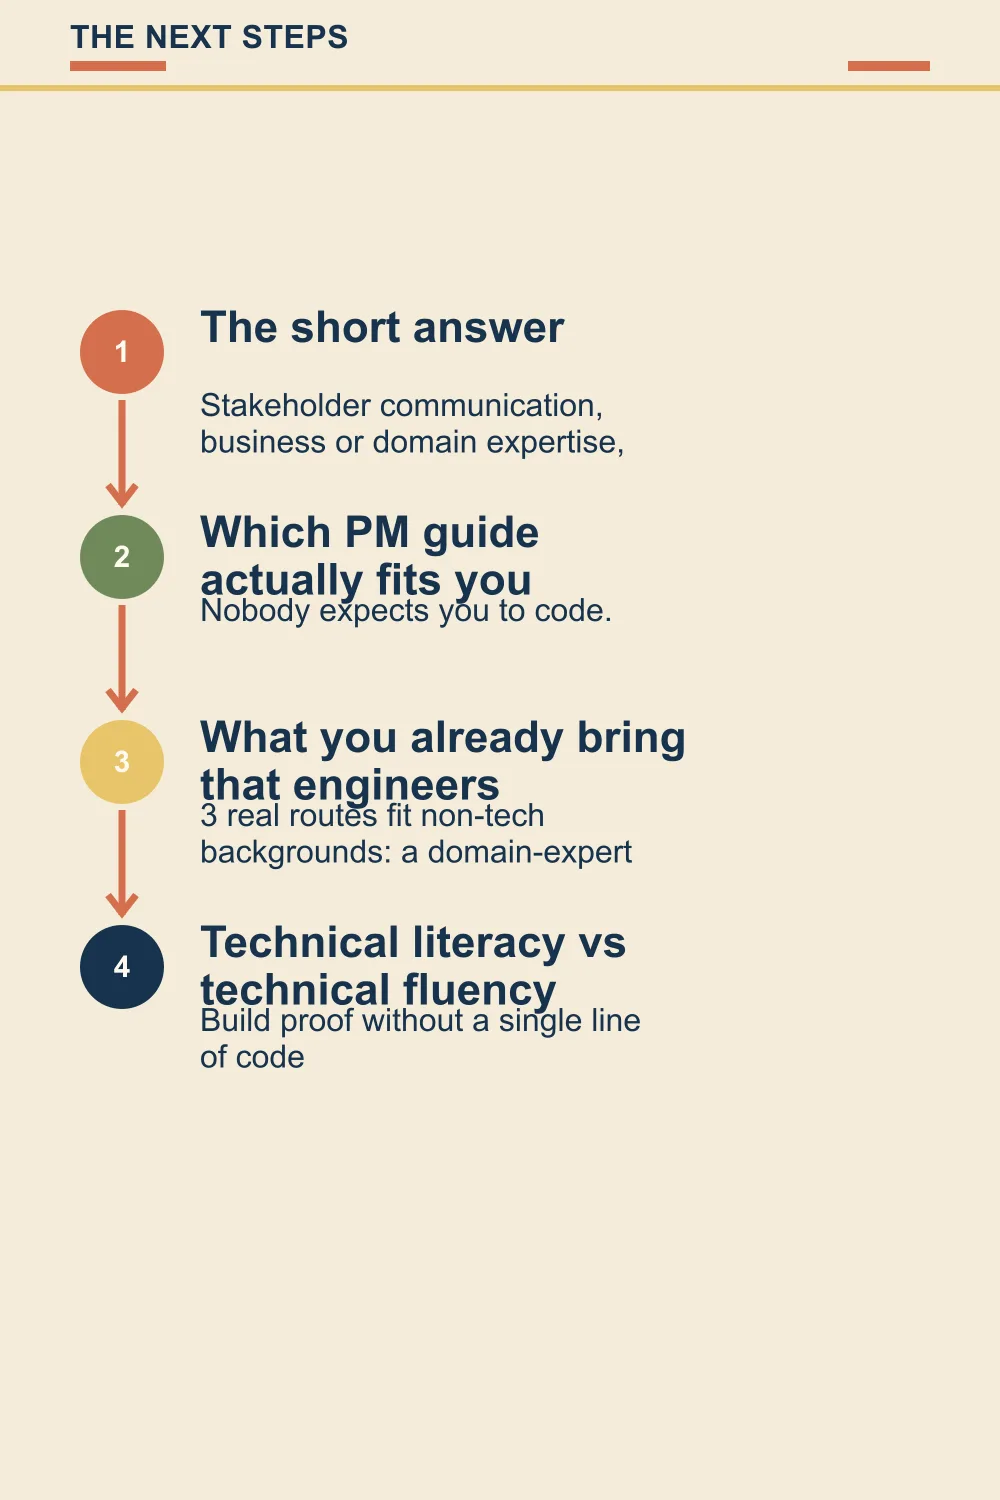 THE NEXT STEPS
1
The short answer
Stakeholder communication,
business or domain expertise,
2
Which PM guide
actually fits you
Nobody expects you to code.
3
What you already bring
that engineers
3 real routes fit non-tech
backgrounds: a domain-expert
4
Technical literacy vs
technical fluency
Build proof without a single line
of code